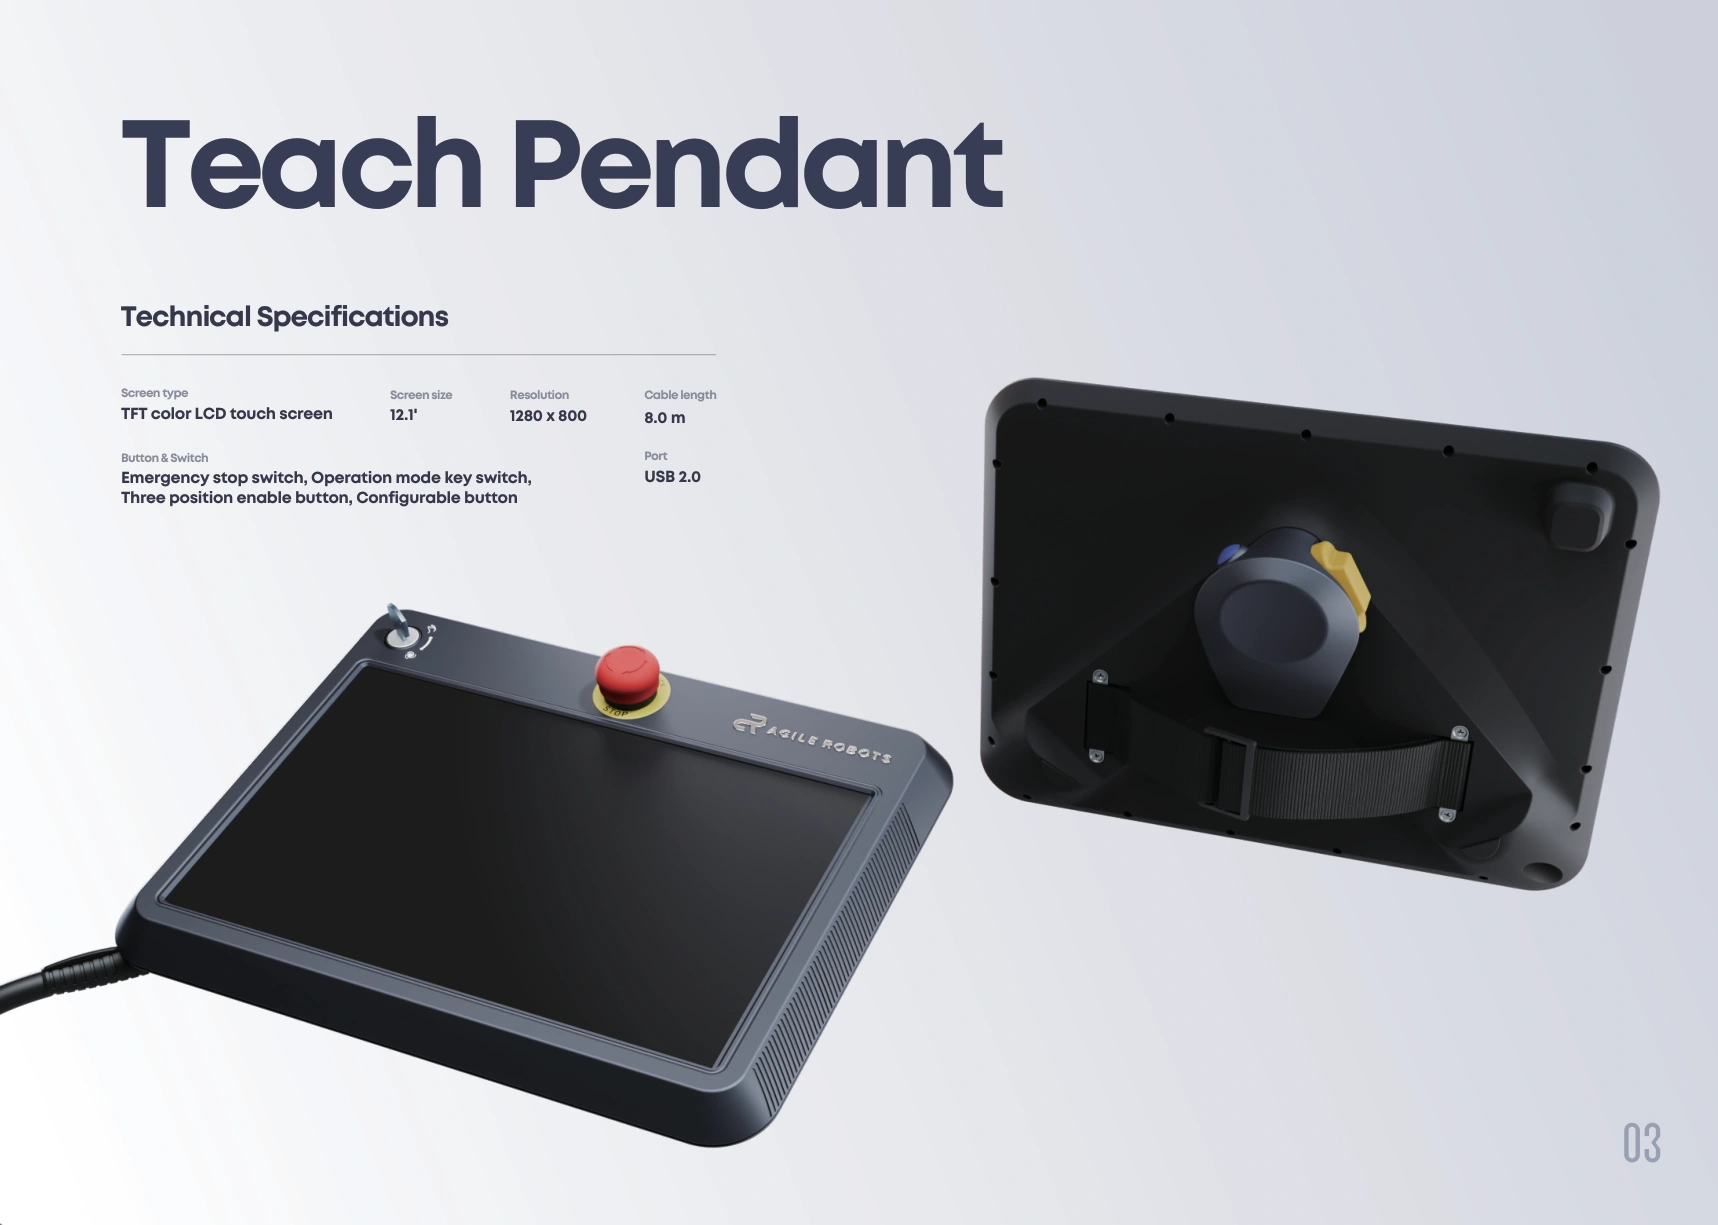 Teach Pendant
Technical Specifications
Screen type
TFT color LCD touch screen
Screen size
12.1'
Resolution
1280 x 800
Cable length
8.0 m
Button & Switch
Emergency stop switch, Operation mode key switch,
Three position enable button, Configurable button
Port
USB 2.0
STOP
AGILE ROBOTS
03